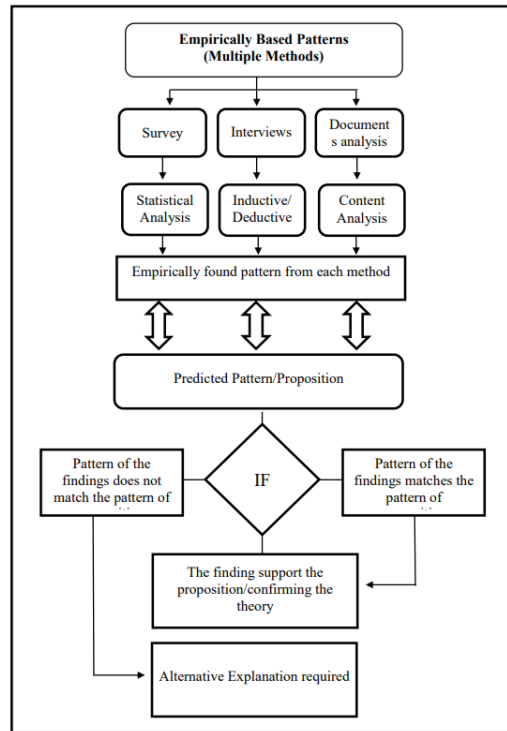 Empirically Based Patterns
(Multiple Methods)
Survey
Interviews
Document
s analysis
Statistical
Analysis
Inductive/
Deductive
Content
Analysis
Empirically found pattern from each method
Predicted Pattern/Proposition
Pattern of the
findings does not
match the pattern of
IF
Pattern of the
findings matches the
pattern of
The finding support the
proposition/confirming the
theory
Alternative Explanation required